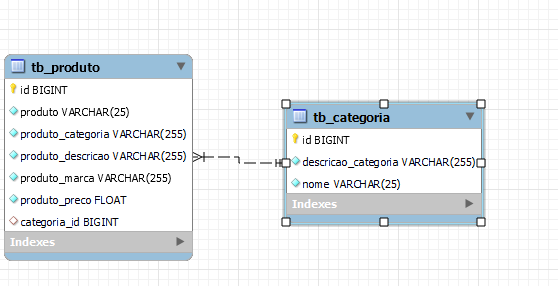 tb_produto
id BIGINT
produto VARCHAR(25)
produto_categoria VARCHAR(255)
produto_descricao VARCHAR(255)
produto_marca VARCHAR(255)
produto_preco FLOAT
categoria_id BIGINT
Indexes
tb_categoria
id BIGINT
descricao_categoria VARCHAR(255)
nome VARCHAR(25)
Indexes